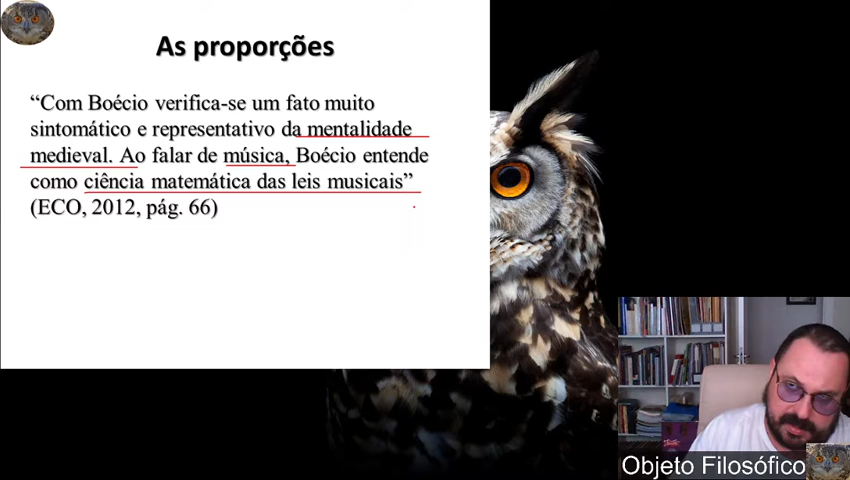 As proporções
“Com Boécio verifica-se um fato muito
sintomático e representativo da mentalidade
medieval. Ao falar de música, Boécio entende
como ciência matemática das leis musicais”
(ECO, 2012, pág. 66)
Objeto Filosófico